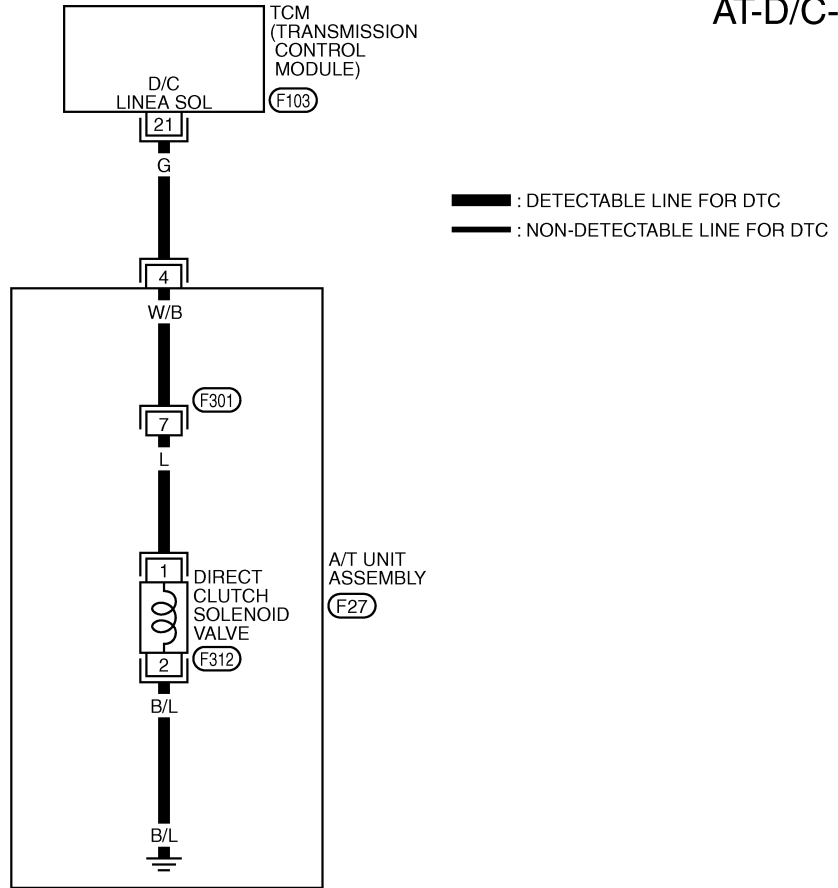 AT-D/C-
TCM
(TRANSMISSION
CONTROL
MODULE)
F103
D/C
LINEA SOL
21
G
: DETECTABLE LINE FOR DTC
: NON-DETECTABLE LINE FOR DTC
4
W/B
F301
7
L
1
DIRECT
CLUTCH
SOLENOID
VALVE
F312
2
A/T UNIT
ASSEMBLY
F27
B/L
B/L